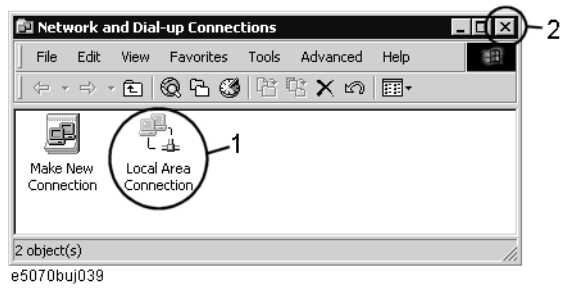 Network and Dial-up Connections
2
File Edit View Favorites Tools Advanced Help
1
Make New
Connection
Local Area
Connection
2 object(s)
e5070buj039